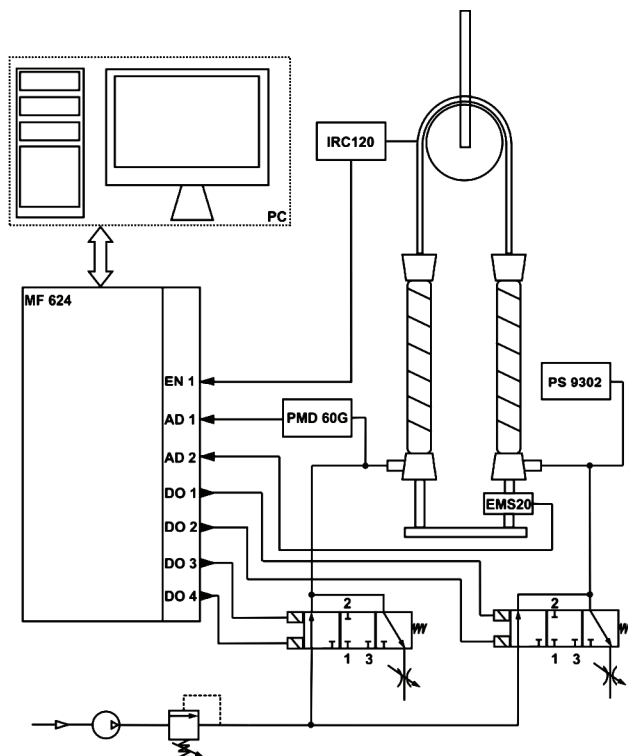 IRC120
PC
MF 624
EN 1
PS 9302
AD 1
PMD 60G
AD 2
DO 1
EMS20
DO 2
DO 3
DO 4
2
1 3
2
1 3